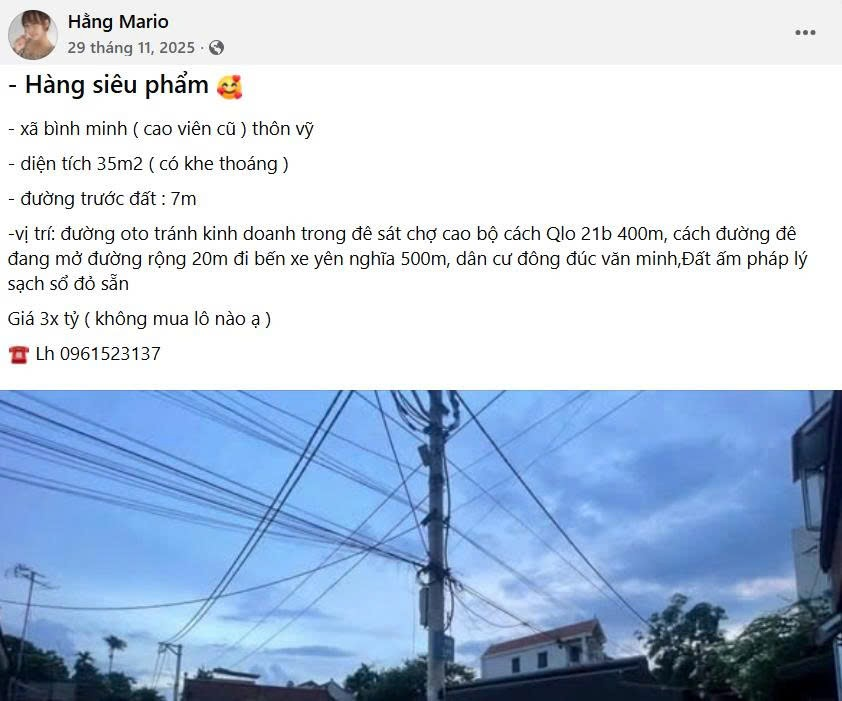 Hằng Mario
29 tháng 11, 2025 ·
- Hàng siêu phẩm 🥰
- xã bình minh ( cao viên cũ ) thôn vỹ
- diện tích 35m2 ( có khe thoáng )
- đường trước đất : 7m
-vị trí: đường oto tránh kinh doanh trong đê sát chợ cao bộ cách Qlo 21b 400m, cách đường đê
đang mở đường rộng 20m đi bến xe yên nghĩa 500m, dân cư đông đúc văn minh,Đất ấm pháp lý
sạch sổ đỏ sẵn
Giá 3x tỷ ( không mua lô nào ạ )
☎️ Lh 0961523137